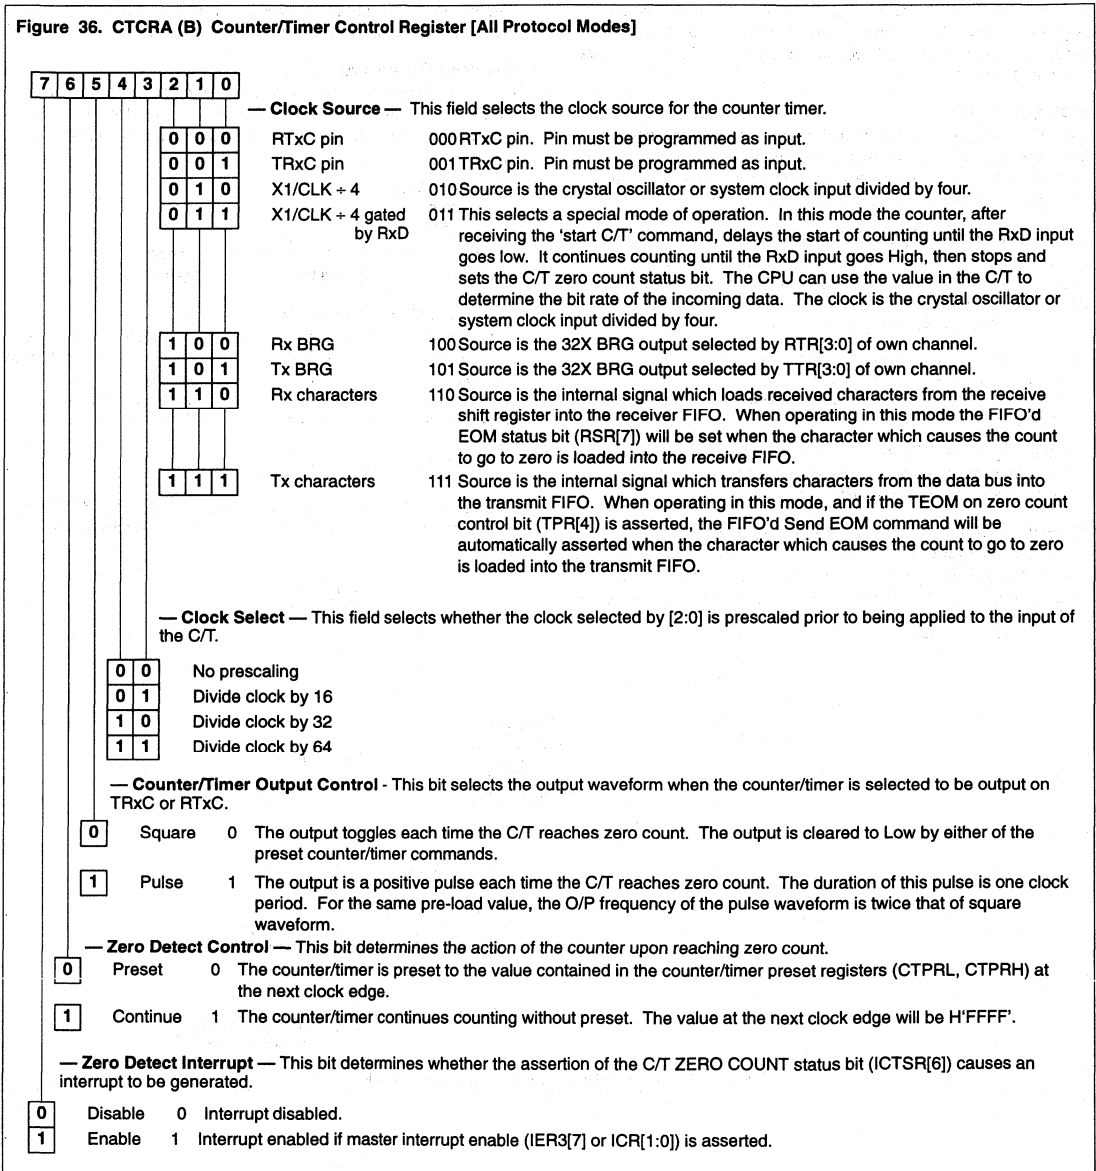 Figure 36. CTCRA (B) Counter/Timer Control Register [All Protocol Modes]
7 6 5 4 3 2 1 0
— Clock Source — This field selects the clock source for the counter timer.
0 0 0 RTxC pin 000 RTxC pin. Pin must be programmed as input.
0 0 1 TRxC pin 001 TRxC pin. Pin must be programmed as input.
0 1 0 X1/CLK ÷ 4 010 Source is the crystal oscillator or system clock input divided by four.
0 1 1 X1/CLK ÷ 4 gated 011 This selects a special mode of operation. In this mode the counter, after
by RxD receiving the 'start C/T' command, delays the start of counting until the RxD input
goes low. It continues counting until the RxD input goes High, then stops and
sets the C/T zero count status bit. The CPU can use the value in the C/T to
determine the bit rate of the incoming data. The clock is the crystal oscillator or
system clock input divided by four.
1 0 0 Rx BRG 100 Source is the 32X BRG output selected by RTR[3:0] of own channel.
1 0 1 Tx BRG 101 Source is the 32X BRG output selected by TTR[3:0] of own channel.
1 1 0 Rx characters 110 Source is the internal signal which loads received characters from the receive
shift register into the receiver FIFO. When operating in this mode the FIFO'd
EOM status bit (RSR[7]) will be set when the character which causes the count
to go to zero is loaded into the receive FIFO.
1 1 1 Tx characters 111 Source is the internal signal which transfers characters from the data bus into
the transmit FIFO. When operating in this mode, and if the TEOM on zero count
control bit (TPR[4]) is asserted, the FIFO'd Send EOM command will be
automatically asserted when the character which causes the count to go to zero
is loaded into the transmit FIFO.
— Clock Select — This field selects whether the clock selected by [2:0] is prescaled prior to being applied to the input of
the C/T.
0 0 No prescaling
0 1 Divide clock by 16
1 0 Divide clock by 32
1 1 Divide clock by 64
— Counter/Timer Output Control - This bit selects the output waveform when the counter/timer is selected to be output on
TRxC or RTxC.
0 Square 0 The output toggles each time the C/T reaches zero count. The output is cleared to Low by either of the
preset counter/timer commands.
1 Pulse 1 The output is a positive pulse each time the C/T reaches zero count. The duration of this pulse is one clock
period. For the same pre-load value, the O/P frequency of the pulse waveform is twice that of square
waveform.
— Zero Detect Control — This bit determines the action of the counter upon reaching zero count.
0 Preset 0 The counter/timer is preset to the value contained in the counter/timer preset registers (CTPRL, CTPRH) at
the next clock edge.
1 Continue 1 The counter/timer continues counting without preset. The value at the next clock edge will be H'FFFF'.
— Zero Detect Interrupt — This bit determines whether the assertion of the C/T ZERO COUNT status bit (ICTSR[6]) causes an
interrupt to be generated.
0 Disable 0 Interrupt disabled.
1 Enable 1 Interrupt enabled if master interrupt enable (IER3[7] or ICR[1:0]) is asserted.